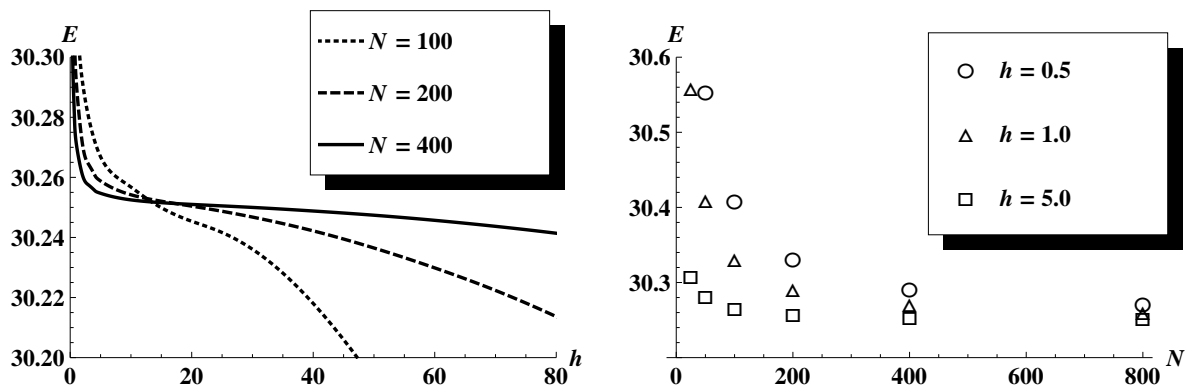 E
30.30
30.28
30.26
30.24
30.22
30.20
0 20 40 60 80
h
N = 100
N = 200
N = 400
E
30.6
30.5
30.4
30.3
0 200 400 600 800
N
h = 0.5
h = 1.0
h = 5.0